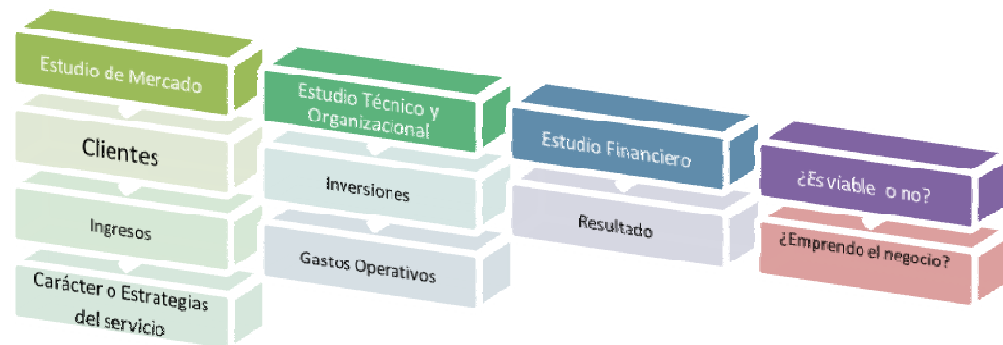 Estudio de Mercado
Clientes
Ingresos
Carácter o Estrategias
del servicio
Estudio Técnico y
Organizacional
Inversiones
Gastos Operativos
Estudio Financiero
Resultado
¿Es viable o no?
¿Emprendo el negocio?